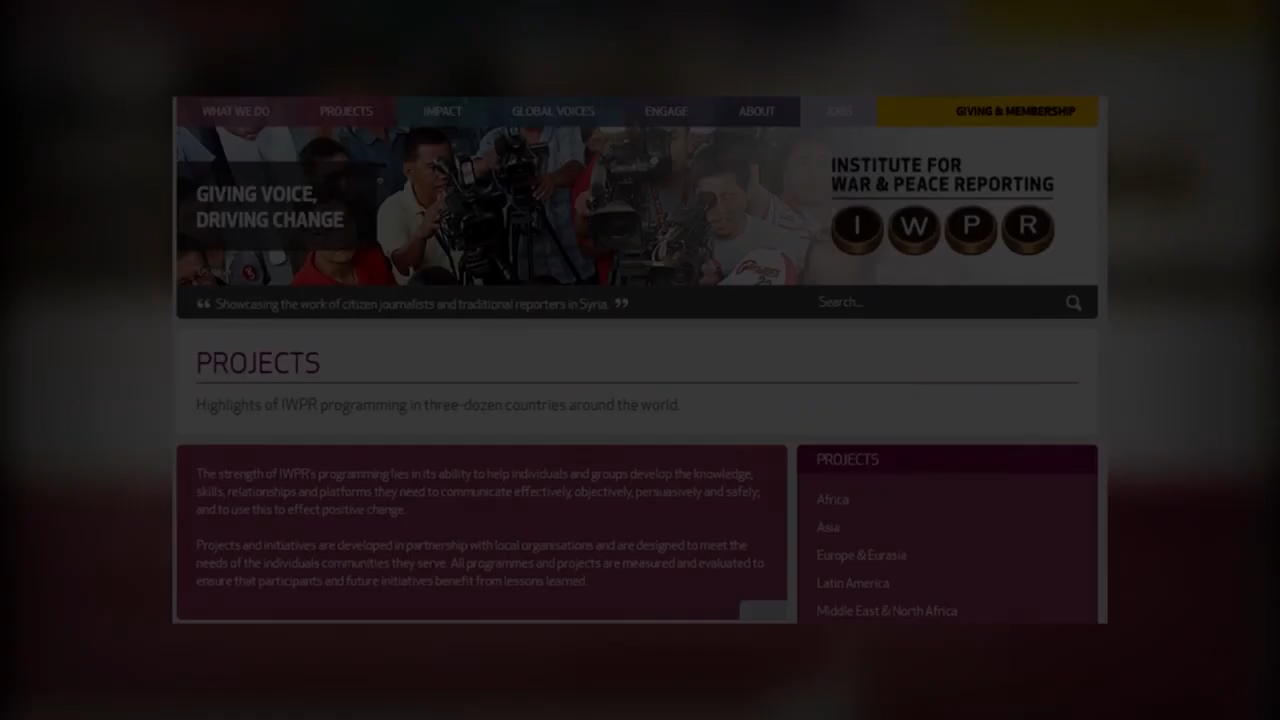 WHAT WE DO PROJECTS IMPACT GLOBAL VOICES ENGAGE ABOUT JOBS GIVING & MEMBERSHIP
INSTITUTE FOR
WAR & PEACE REPORTING
GIVING VOICE,
DRIVING CHANGE
I W P R
“ Showcasing the work of citizen journalists and traditional reporters in Syria. ”
Search...
PROJECTS
Highlights of IWPR programming in three-dozen countries around the world.
The strength of IWPR's programming lies in its ability to help individuals and groups develop the knowledge,
skills, relationships and platforms they need to communicate effectively, objectively, persuasively and safely;
and to use this to effect positive change.
Projects and initiatives are developed in partnership with local organisations and are designed to meet the
needs of the individuals communities they serve. All programmes and projects are measured and evaluated to
ensure that participants and future initiatives benefit from lessons learned.
PROJECTS
Africa
Asia
Europe & Eurasia
Latin America
Middle East & North Africa